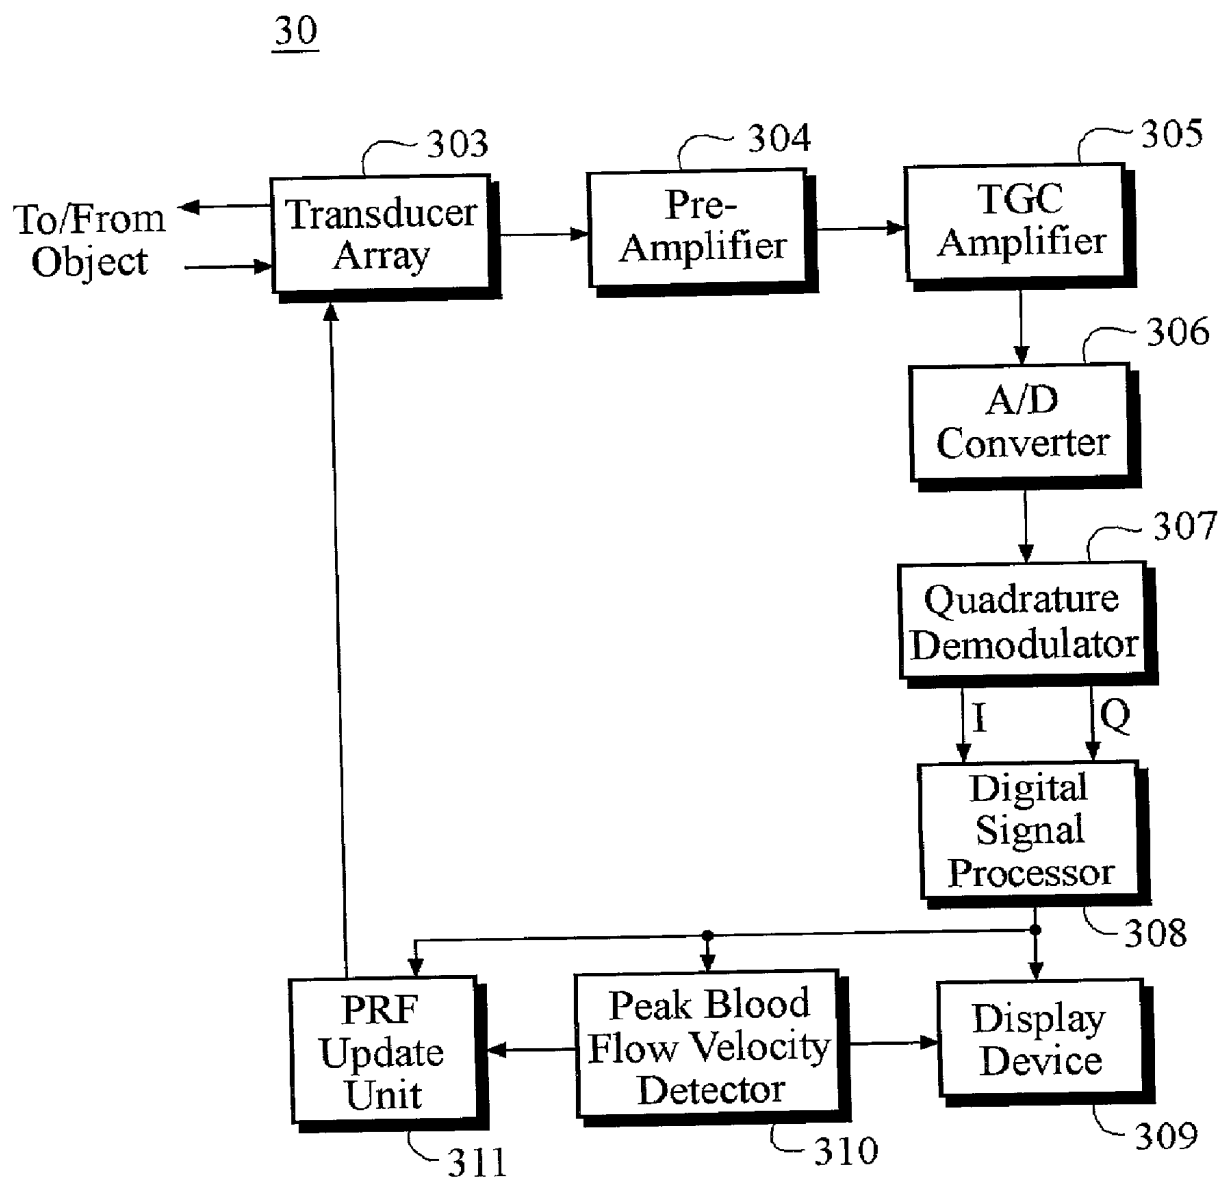 30
303
304
305
To/From
Object
Transducer
Array
Pre-
Amplifier
TGC
Amplifier
306
A/D
Converter
307
Quadrature
Demodulator
I
Q
Digital
Signal
Processor
308
PRF
Update
Unit
Peak Blood
Flow Velocity
Detector
Display
Device
311
310
309